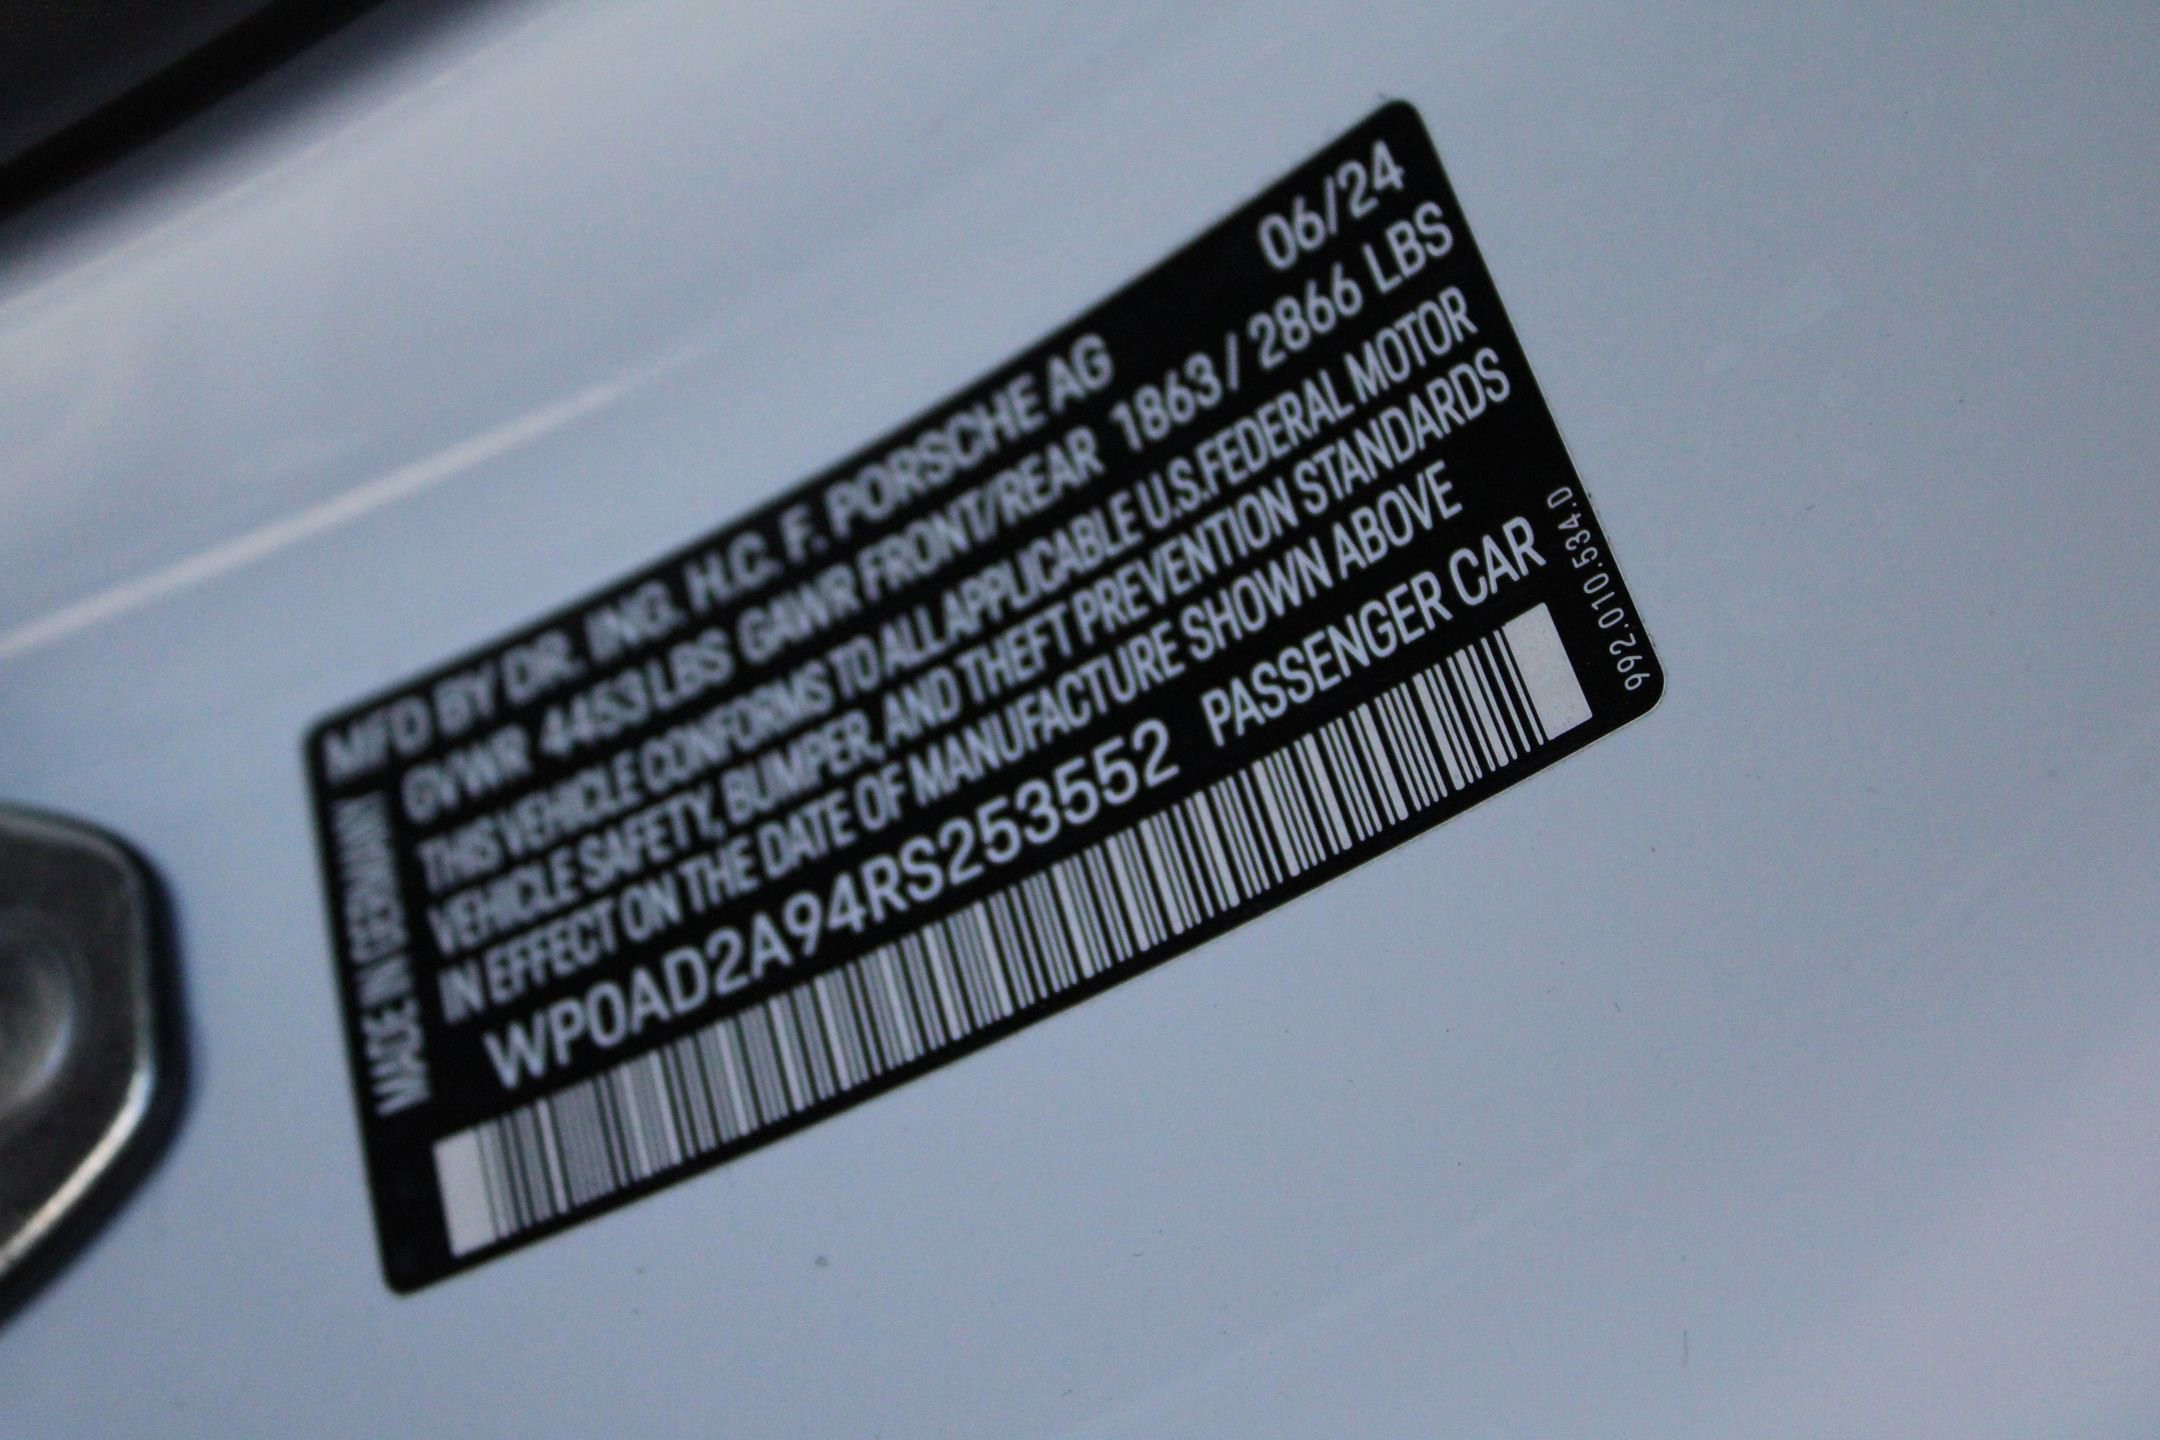 MFD BY DR. ING. H.C. F. PORSCHE AG 06/24
GVWR 4453 LBS GAWR FRONT/REAR 1863 / 2866 LBS
THIS VEHICLE CONFORMS TO ALL APPLICABLE U.S.FEDERAL MOTOR
VEHICLE SAFETY, BUMPER, AND THEFT PREVENTION STANDARDS
IN EFFECT ON THE DATE OF MANUFACTURE SHOWN ABOVE
WP0AD2A94RS253552 PASSENGER CAR
MADE IN GERMANY
992.010.534.D